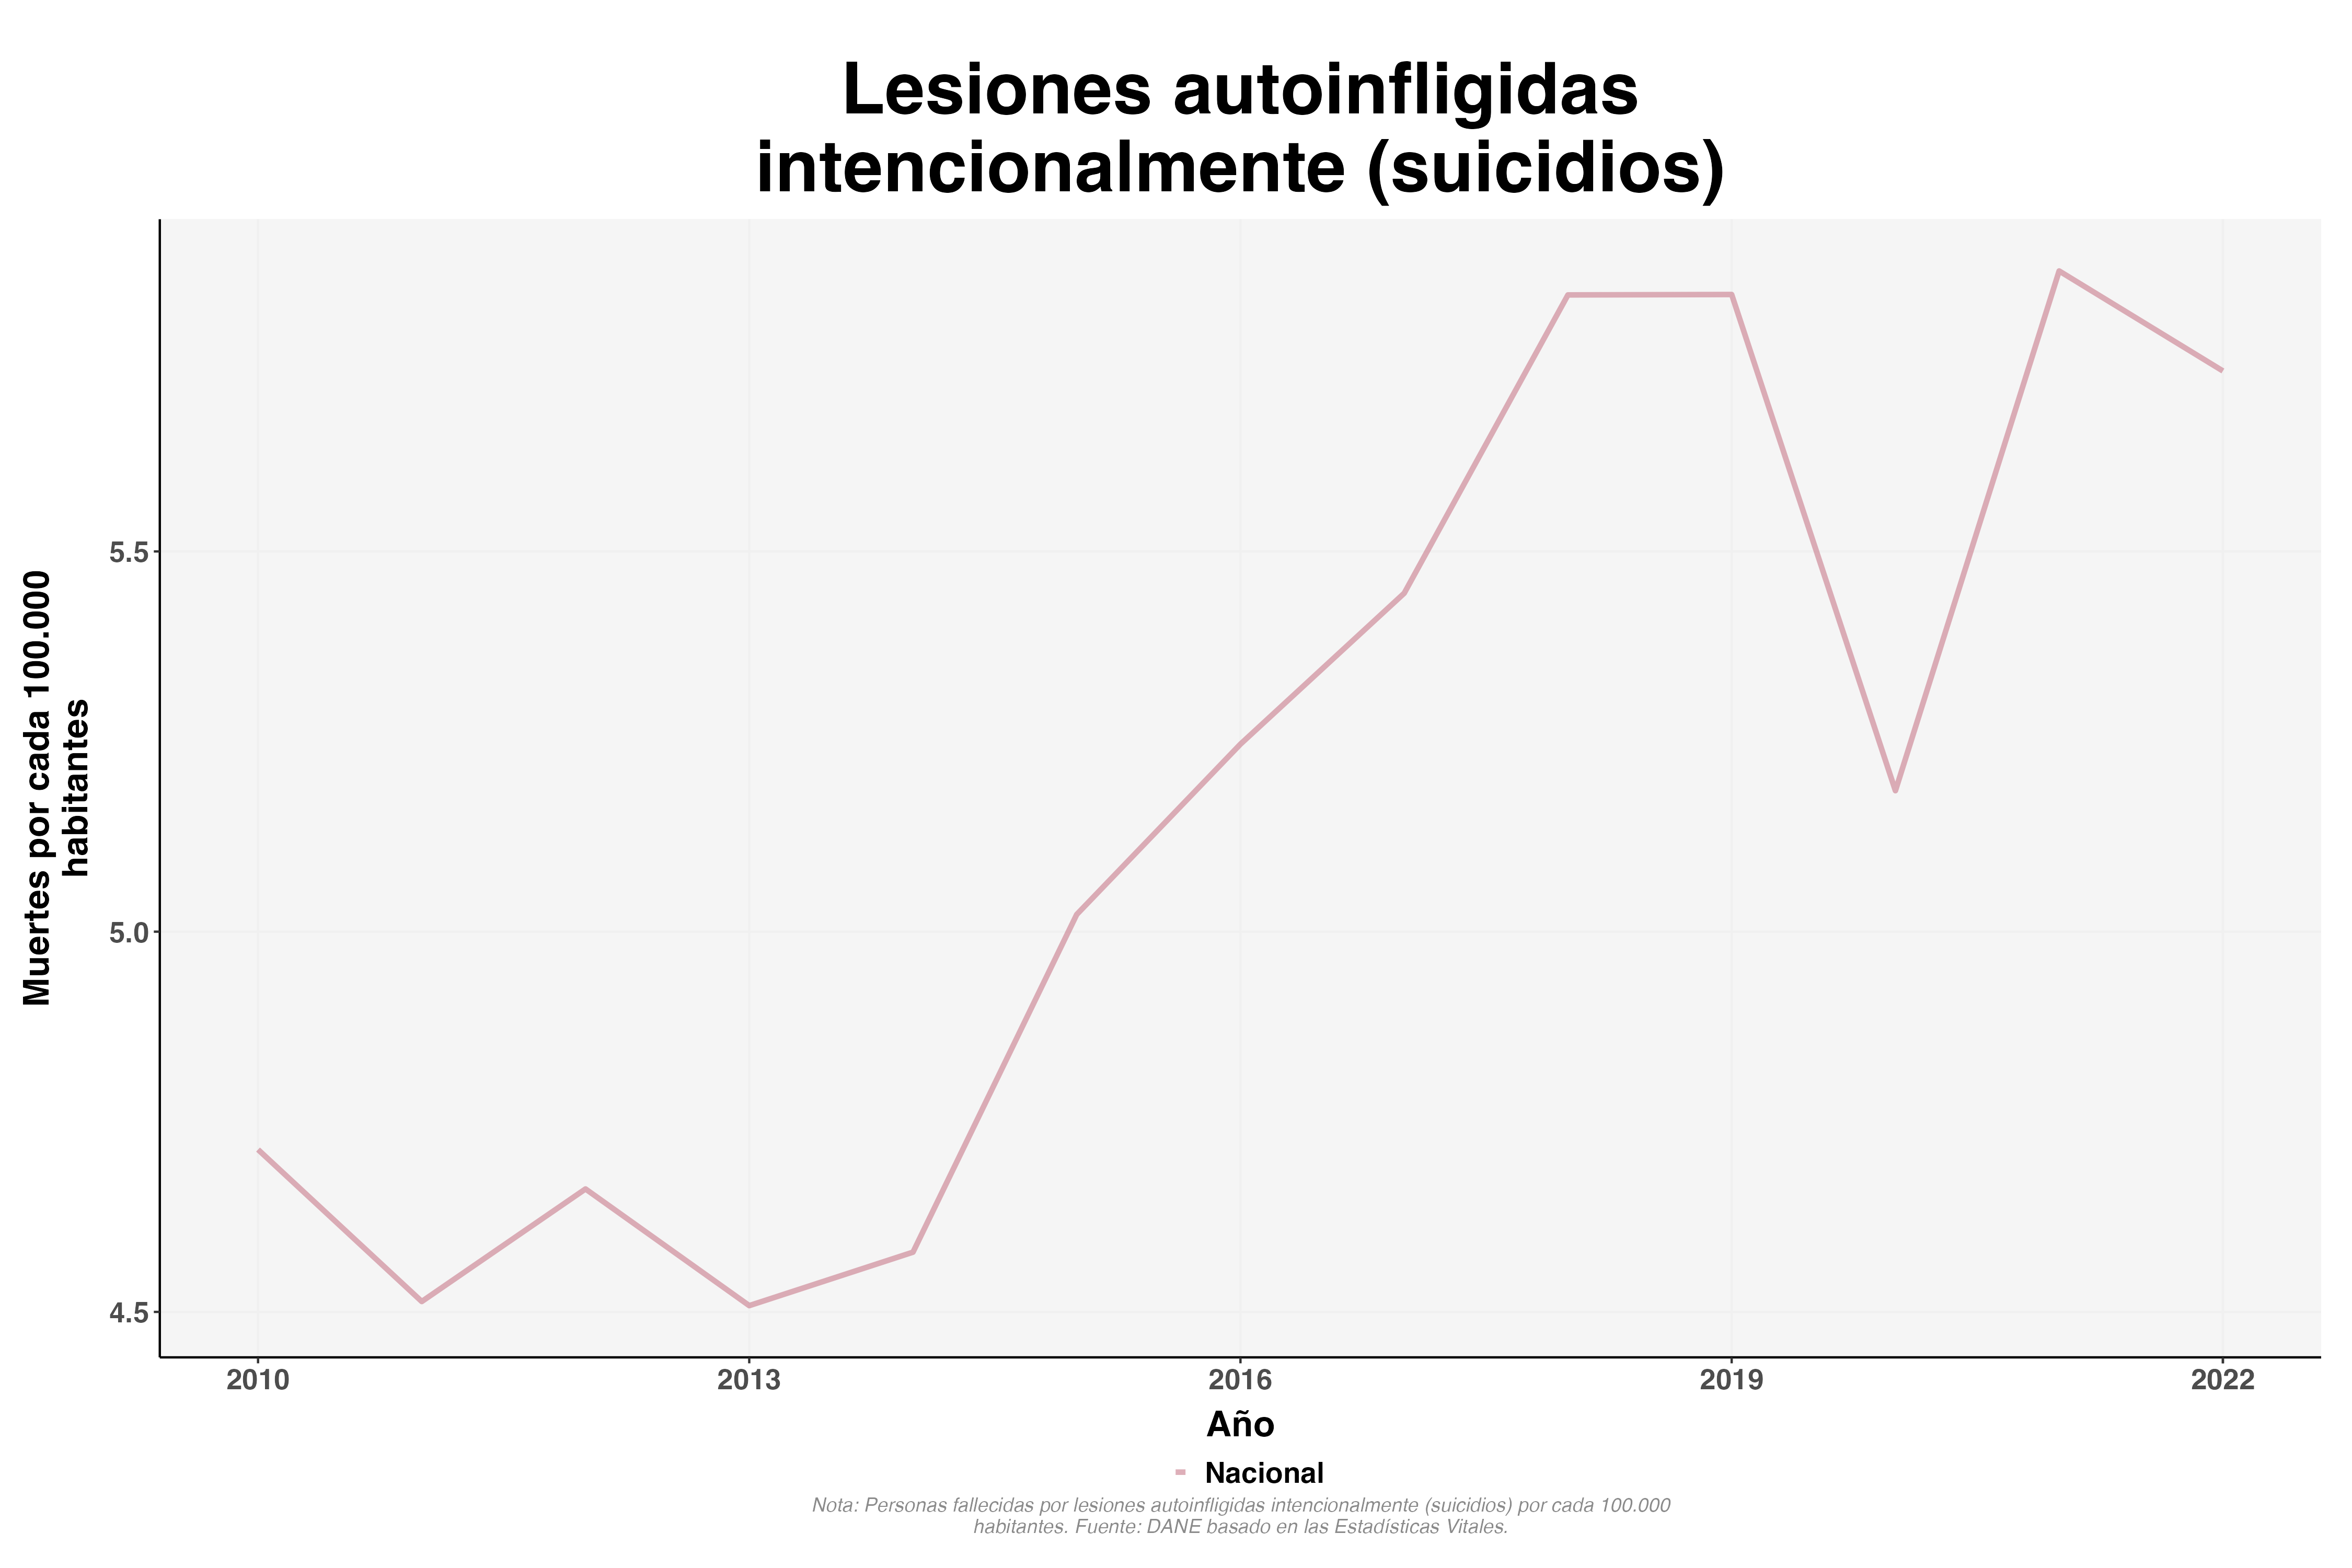 Lesiones autoinfligidas
intencionalmente (suicidios)
Muertes por cada 100.000
habitantes
5.5
5.0
4.5
2010
2013
2016
2019
2022
Año
Nacional
Nota: Personas fallecidas por lesiones autoinfligidas intencionalmente (suicidios) por cada 100.000
habitantes. Fuente: DANE basado en las Estadísticas Vitales.